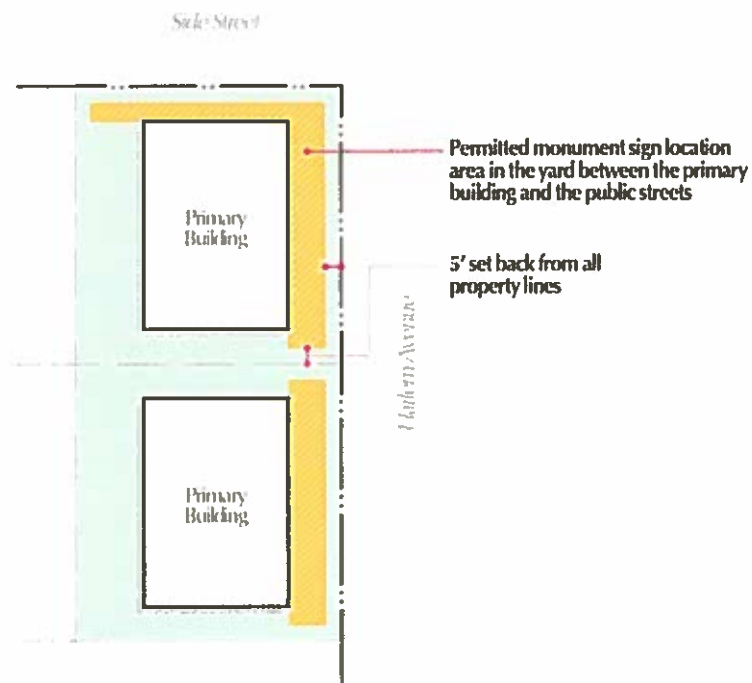 Side Street
Permitted monument sign location
area in the yard between the primary
building and the public streets
Primary
Building
5' set back from all
property lines
Avenue
Primary
Building